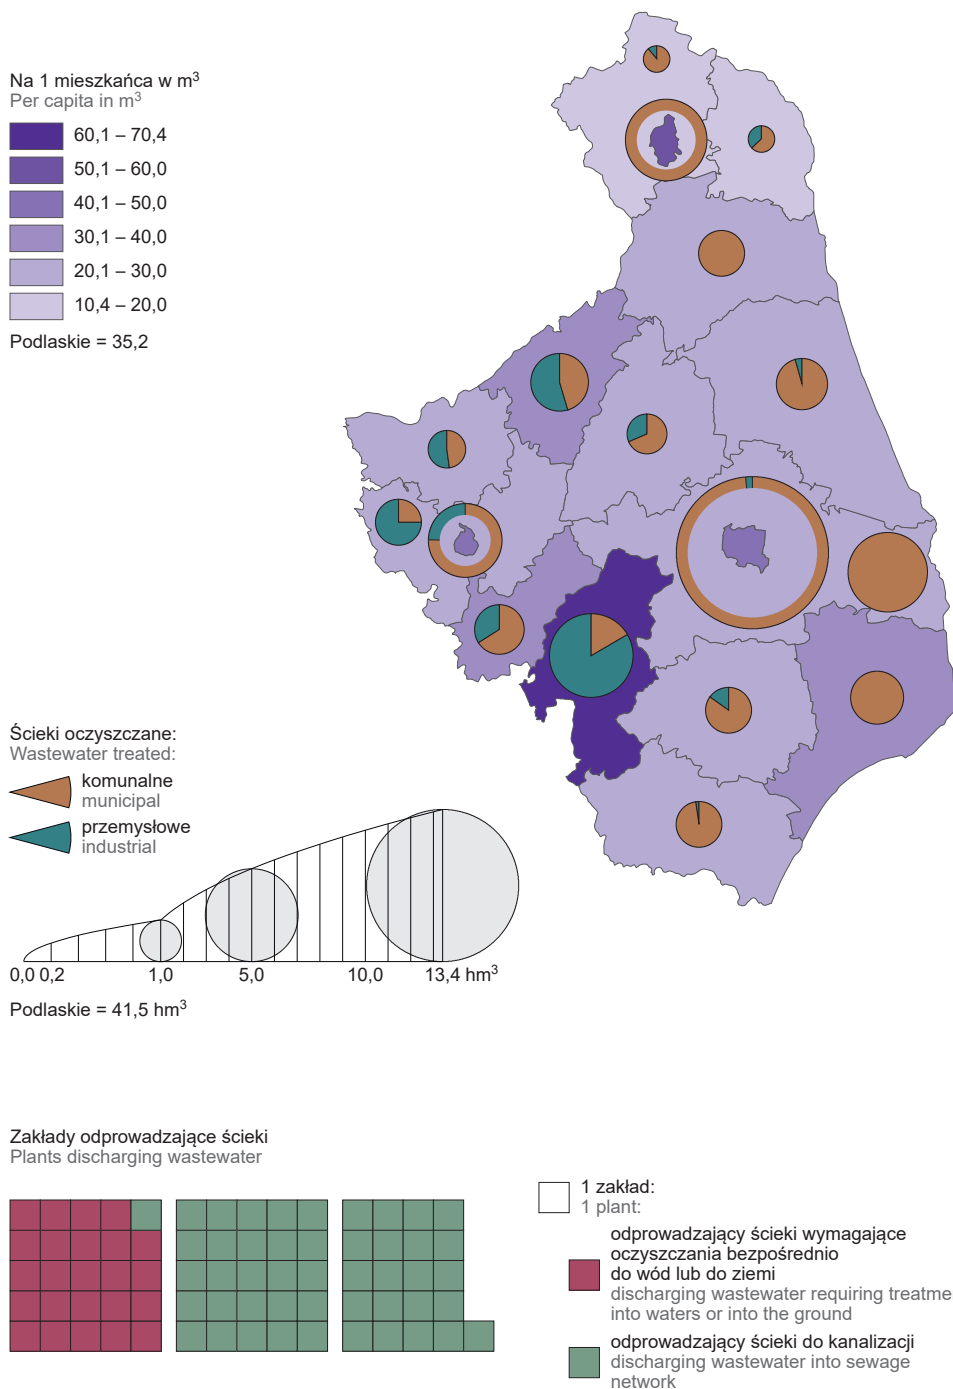 Na 1 mieszkańca w m³
Per capita in m³
60,1 – 70,4
50,1 – 60,0
40,1 – 50,0
30,1 – 40,0
20,1 – 30,0
10,4 – 20,0
Podlaskie = 35,2
Ścieki oczyszczane:
Wastewater treated:
komunalne
municipal
przemysłowe
industrial
0,0 0,2 1,0 5,0 10,0 13,4 hm³
Podlaskie = 41,5 hm³
Zakłady odprowadzające ścieki
Plants discharging wastewater
1 zakład:
1 plant:
odprowadzający ścieki wymagające
oczyszczania bezpośrednio
do wód lub do ziemi
discharging wastewater requiring treatme
into waters or into the ground
odprowadzający ścieki do kanalizacji
discharging wastewater into sewage
network